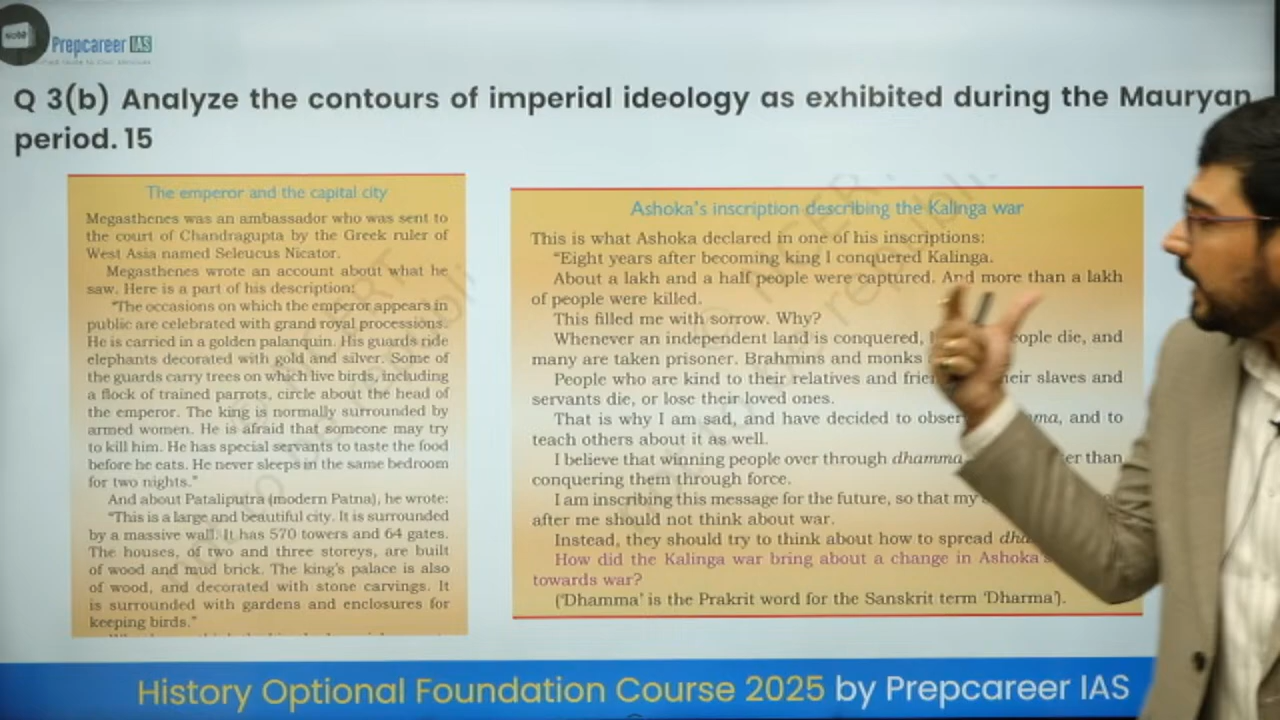 note
Prepcareer IAS
Q 3(b) Analyze the contours of imperial ideology as exhibited during the Mauryan
period. 15
The emperor and the capital city
Megasthenes was an ambassador who was sent to
the court of Chandragupta by the Greek ruler of
West Asia named Seleucus Nicator.
Megasthenes wrote an account about what he
saw. Here is a part of his description:
"The occasions on which the emperor appears in
public are celebrated with grand royal processions.
He is carried in a golden palanquin. His guards ride
elephants decorated with gold and silver. Some of
the guards carry trees on which live birds, including
a flock of trained parrots, circle about the head of
the emperor. The king is normally surrounded by
armed women. He is afraid that someone may try
to kill him. He has special servants to taste the food
before he eats. He never sleeps in the same bedroom
for two nights."
And about Pataliputra (modern Patna), he wrote:
"This is a large and beautiful city. It is surrounded
by a massive wall. It has 570 towers and 64 gates.
The houses, of two and three storeys, are built
of wood and mud brick. The king's palace is also
of wood, and decorated with stone carvings. It
is surrounded with gardens and enclosures for
keeping birds."
Ashoka's inscription describing the Kalinga war
This is what Ashoka declared in one of his inscriptions:
"Eight years after becoming king I conquered Kalinga.
About a lakh and a half people were captured. And more than a lakh
of people were killed.
This filled me with sorrow. Why?
Whenever an independent land is conquered, people die, and
many are taken prisoner. Brahmins and monks
People who are kind to their relatives and their slaves and
servants die, or lose their loved ones.
That is why I am sad, and have decided to and to
teach others about it as well.
I believe that winning people over through dhamma than
conquering them through force.
I am inscribing this message for the future, so that my
after me should not think about war.
Instead, they should try to think about how to spread
How did the Kalinga war bring about a change in Ashoka's
towards war?
('Dhamma' is the Prakrit word for the Sanskrit term 'Dharma').
History Optional Foundation Course 2025 by Prepcareer IAS